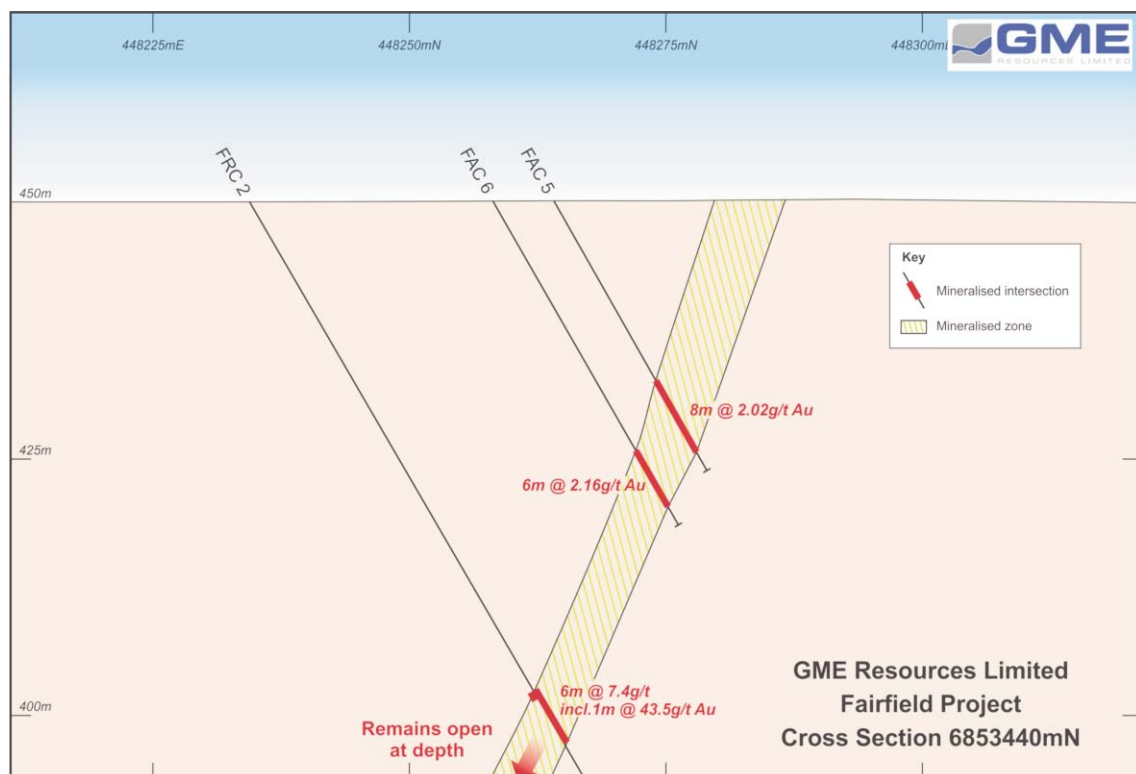 448225mE
448250mN
448275mN
448300mE
GME
RESOURCES LIMITED
FRC 2
FAC 6
FAC 5
450m
Key
Mineralised intersection
Mineralised zone
8m @ 2.02g/t Au
425m
6m @ 2.16g/t Au
6m @ 7.4g/t
incl.1m @ 43.5g/t Au
400m
Remains open
at depth
GME Resources Limited
Fairfield Project
Cross Section 6853440mN